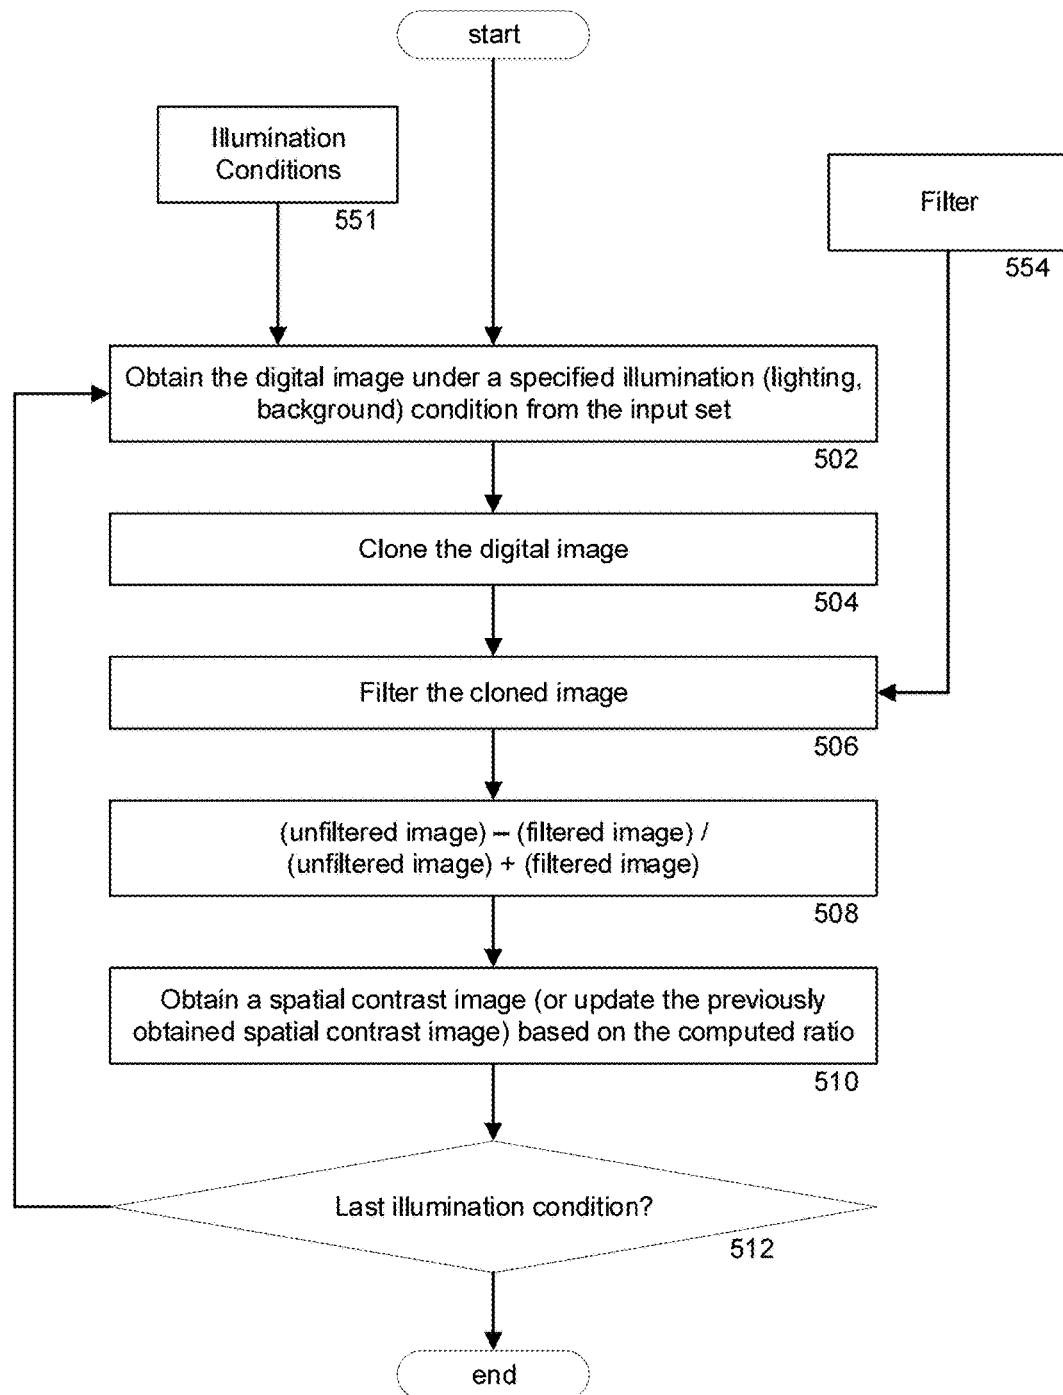 start
Illumination
Conditions
551
Filter
554
Obtain the digital image under a specified illumination (lighting,
background) condition from the input set
502
Clone the digital image
504
Filter the cloned image
506
(unfiltered image) – (filtered image) /
(unfiltered image) + (filtered image)
508
Obtain a spatial contrast image (or update the previously
obtained spatial contrast image) based on the computed ratio
510
Last illumination condition?
512
end